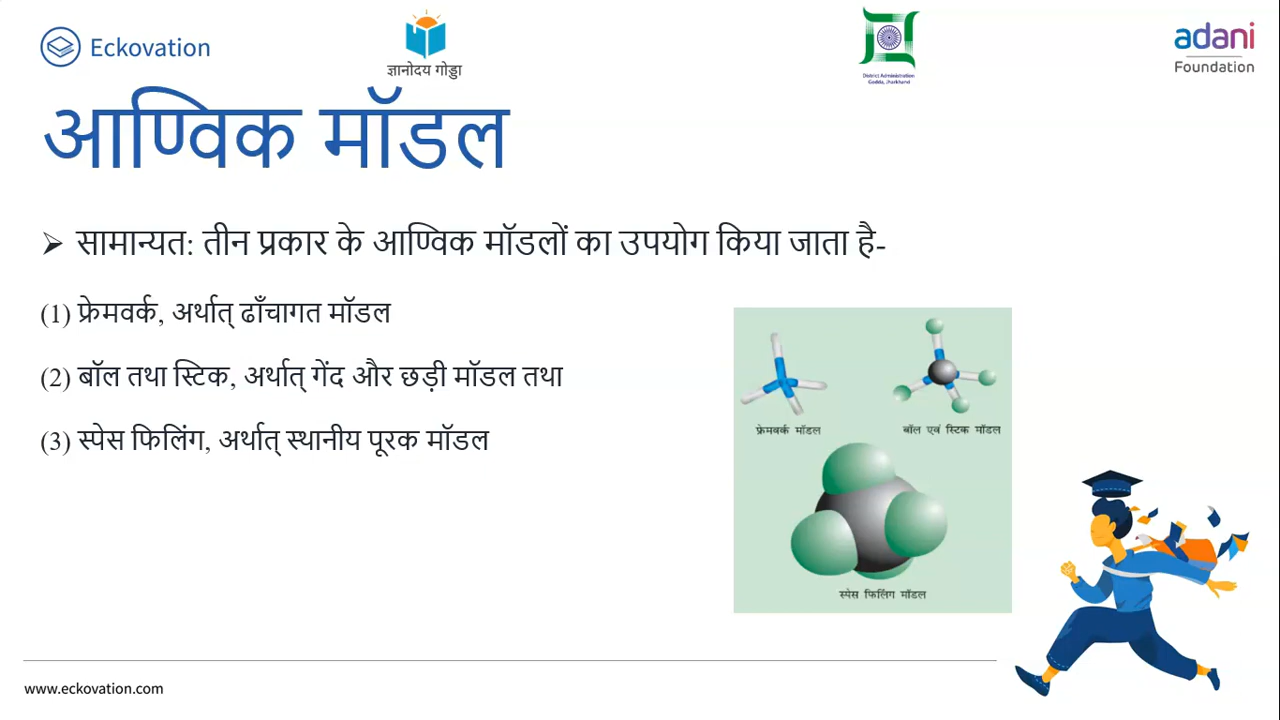 Eckovation
ज्ञानोदय गोड्डा
District Administration
Godda, Jharkhand
adani
Foundation
आण्विक मॉडल
➤ सामान्यत: तीन प्रकार के आण्विक मॉडलों का उपयोग किया जाता है-
(1) फ्रेमवर्क, अर्थात् ढाँचागत मॉडल
(2) बॉल तथा स्टिक, अर्थात् गेंद और छड़ी मॉडल तथा
(3) स्पेस फिलिंग, अर्थात् स्थानीय पूरक मॉडल
फ्रेमवर्क मॉडल
बॉल एवं स्टिक मॉडल
स्पेस फिलिंग मॉडल
www.eckovation.com